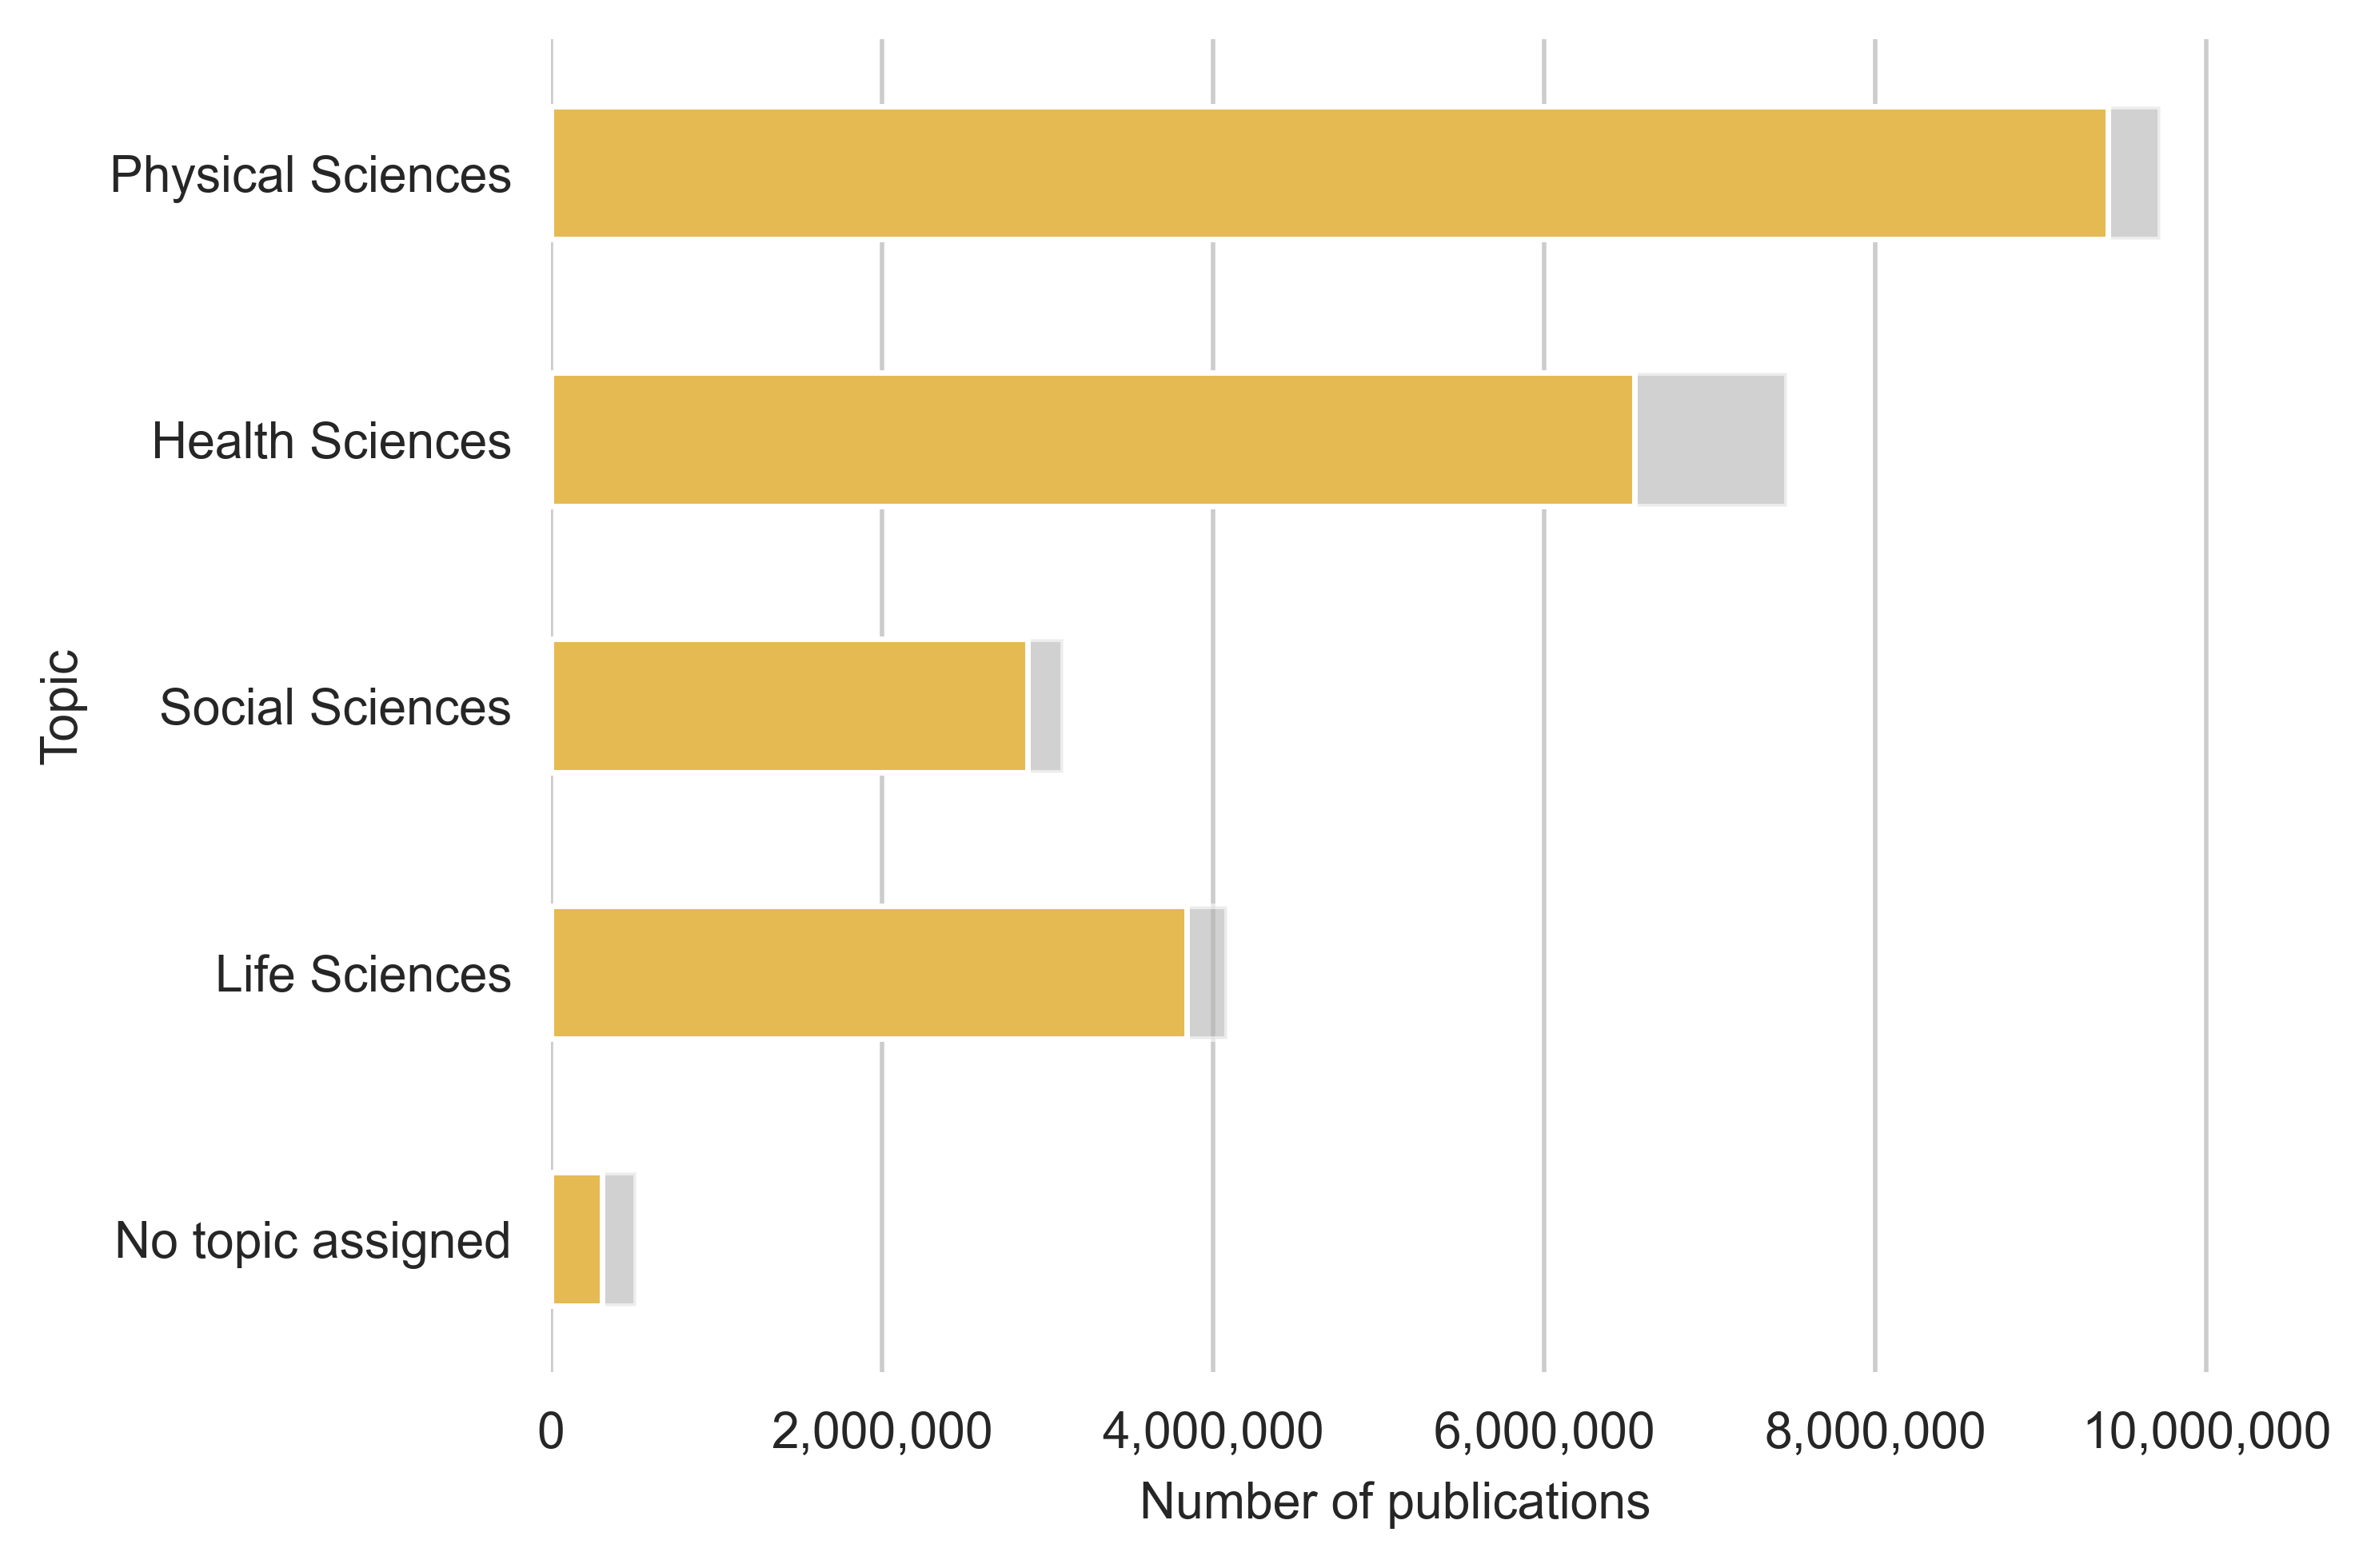 Physical Sciences
Health Sciences
Social Sciences
Life Sciences
No topic assigned
Topic
0 2,000,000 4,000,000 6,000,000 8,000,000 10,000,000
Number of publications